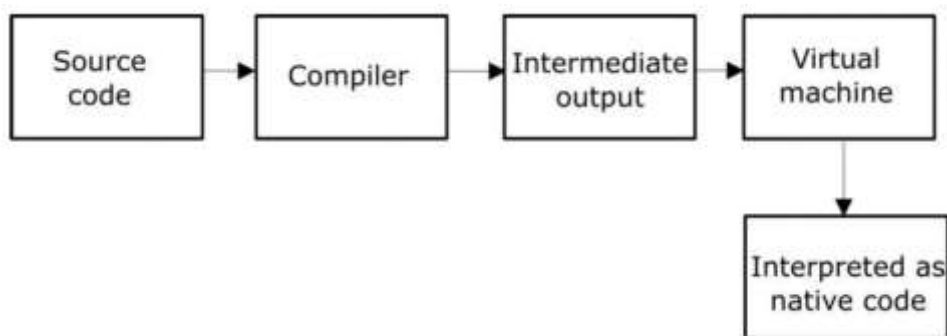 Source
code
Compiler
Intermediate
output
Virtual
machine
Interpreted as
native code